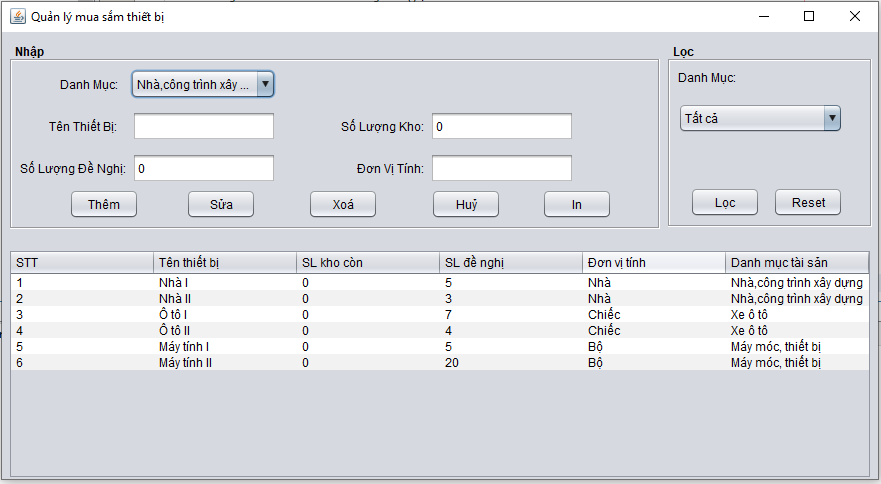 Quản lý mua sắm thiết bị
Nhập
Danh Mục: Nhà,công trình xây ...
Tên Thiết Bị: Số Lượng Kho: 0
Số Lượng Đề Nghị: 0 Đơn Vị Tính:
Thêm Sửa Xoá Huỷ In
Lọc
Danh Mục:
Tất cả
Lọc Reset
STT Tên thiết bị SL kho còn SL đề nghị Đơn vị tính Danh mục tài sản
1 Nhà I 0 5 Nhà Nhà,công trình xây dựng
2 Nhà II 0 3 Nhà Nhà,công trình xây dựng
3 Ô tô I 0 7 Chiếc Xe ô tô
4 Ô tô II 0 4 Chiếc Xe ô tô
5 Máy tính I 0 5 Bộ Máy móc, thiết bị
6 Máy tính II 0 20 Bộ Máy móc, thiết bị